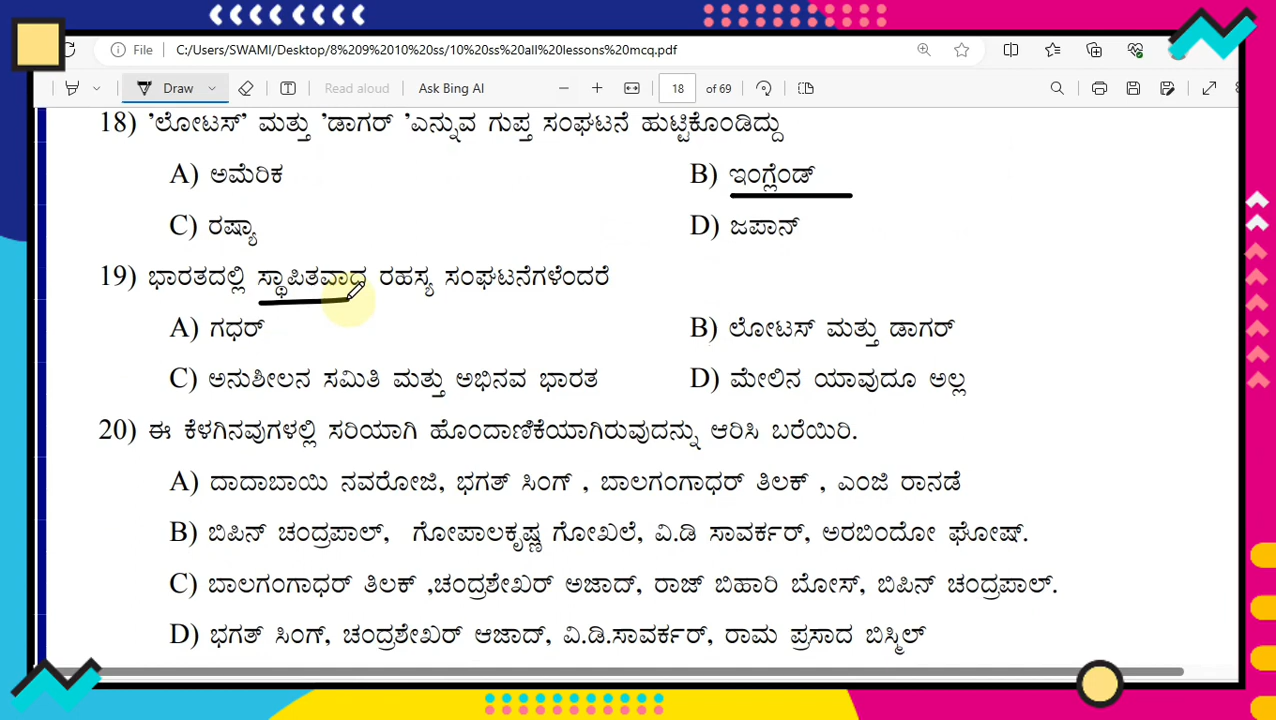 File C:/Users/SWAMI/Desktop/8%209%2010%20ss/10%20ss%20all%20lessons%20mcq.pdf
Draw Read aloud Ask Bing AI 18 of 69
18) 'ಲೋಟಸ್' ಮತ್ತು 'ಡಾಗರ್ 'ಎನ್ನುವ ಗುಪ್ತ ಸಂಘಟನೆ ಹುಟ್ಟಿಕೊಂಡಿದ್ದು
A) ಅಮೆರಿಕ B) ಇಂಗ್ಲೆಂಡ್
C) ರಷ್ಯಾ D) ಜಪಾನ್
19) ಭಾರತದಲ್ಲಿ ಸ್ಥಾಪಿತವಾದ ರಹಸ್ಯ ಸಂಘಟನೆಗಳೆಂದರೆ
A) ಗಧರ್ B) ಲೋಟಸ್ ಮತ್ತು ಡಾಗರ್
C) ಅನುಶೀಲನ ಸಮಿತಿ ಮತ್ತು ಅಭಿನವ ಭಾರತ D) ಮೇಲಿನ ಯಾವುದೂ ಅಲ್ಲ
20) ಈ ಕೆಳಗಿನವುಗಳಲ್ಲಿ ಸರಿಯಾಗಿ ಹೊಂದಾಣಿಕೆಯಾಗಿರುವುದನ್ನು ಆರಿಸಿ ಬರೆಯಿರಿ.
A) ದಾದಾಬಾಯಿ ನವರೋಜಿ, ಭಗತ್ ಸಿಂಗ್ , ಬಾಲಗಂಗಾಧರ್ ತಿಲಕ್ , ಎಂಜಿ ರಾನಡೆ
B) ಬಿಪಿನ್ ಚಂದ್ರಪಾಲ್, ಗೋಪಾಲಕೃಷ್ಣ ಗೋಖಲೆ, ವಿ.ಡಿ ಸಾವರ್ಕರ್, ಅರಬಿಂದೋ ಘೋಷ್.
C) ಬಾಲಗಂಗಾಧರ್ ತಿಲಕ್ ,ಚಂದ್ರಶೇಖರ್ ಅಜಾದ್, ರಾಜ್ ಬಿಹಾರಿ ಬೋಸ್, ಬಿಪಿನ್ ಚಂದ್ರಪಾಲ್.
D) ಭಗತ್ ಸಿಂಗ್, ಚಂದ್ರಶೇಖರ್ ಆಜಾದ್, ವಿ.ಡಿ.ಸಾವರ್ಕರ್, ರಾಮ ಪ್ರಸಾದ ಬಿಸ್ಮಿಲ್